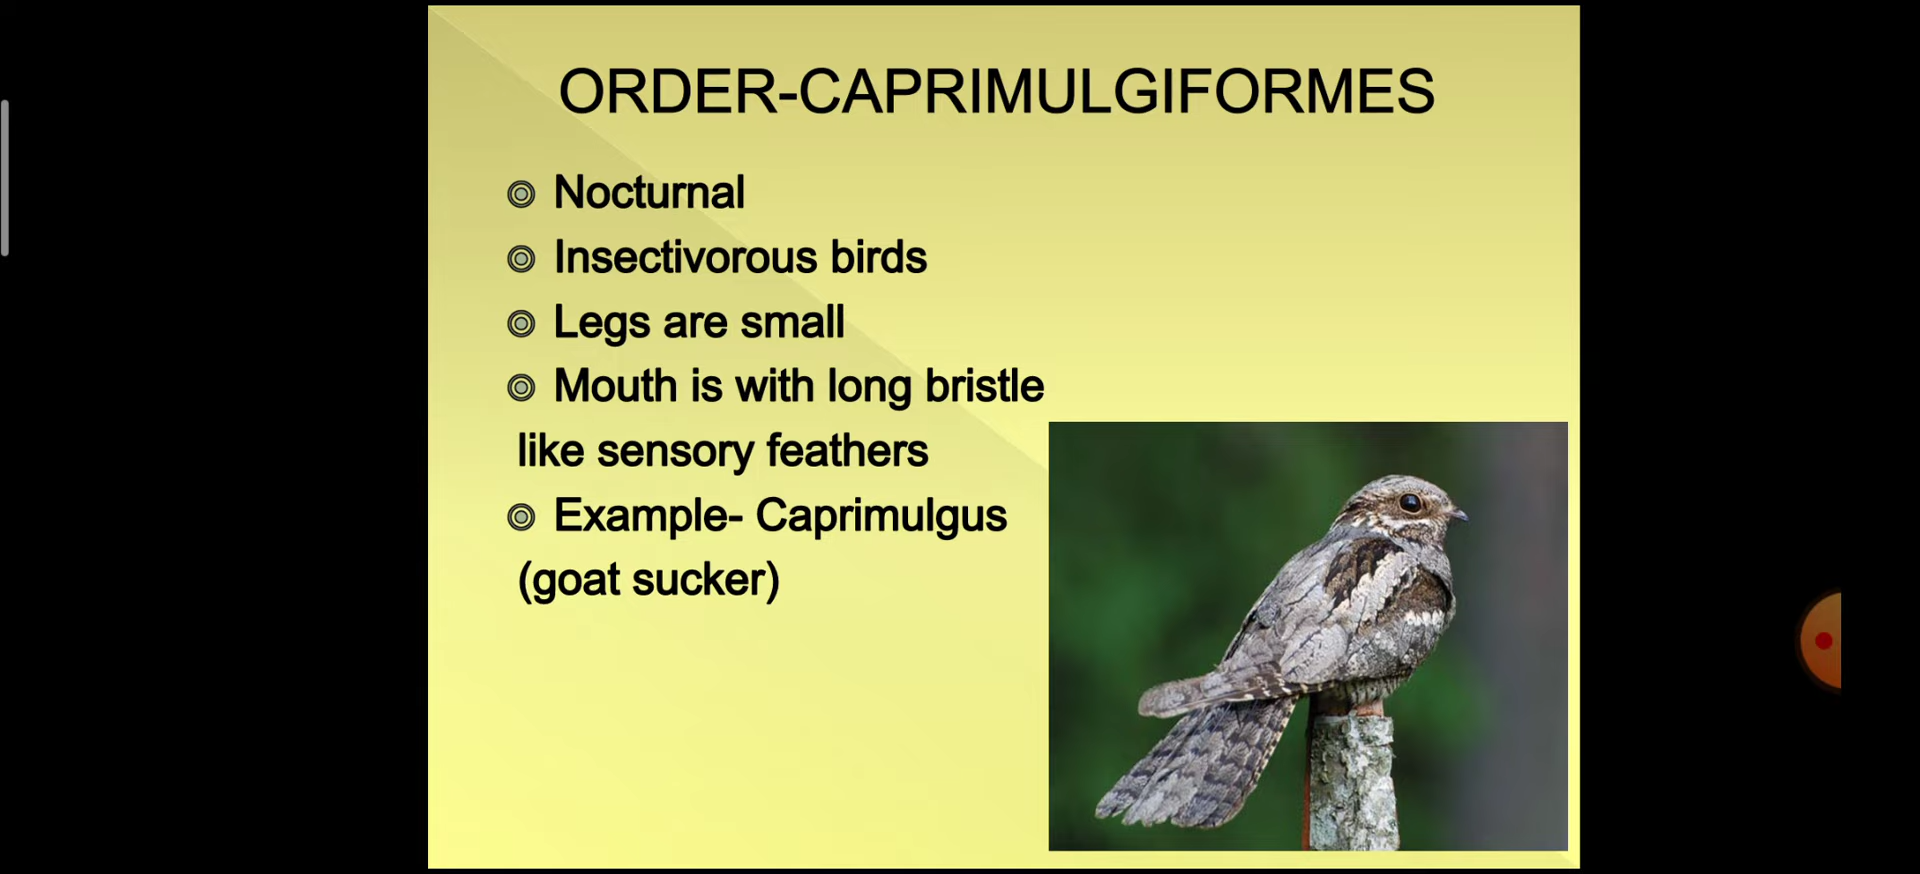 ORDER-CAPRIMULGIFORMES
Nocturnal
Insectivorous birds
Legs are small
Mouth is with long bristle
like sensory feathers
Example- Caprimulgus
(goat sucker)